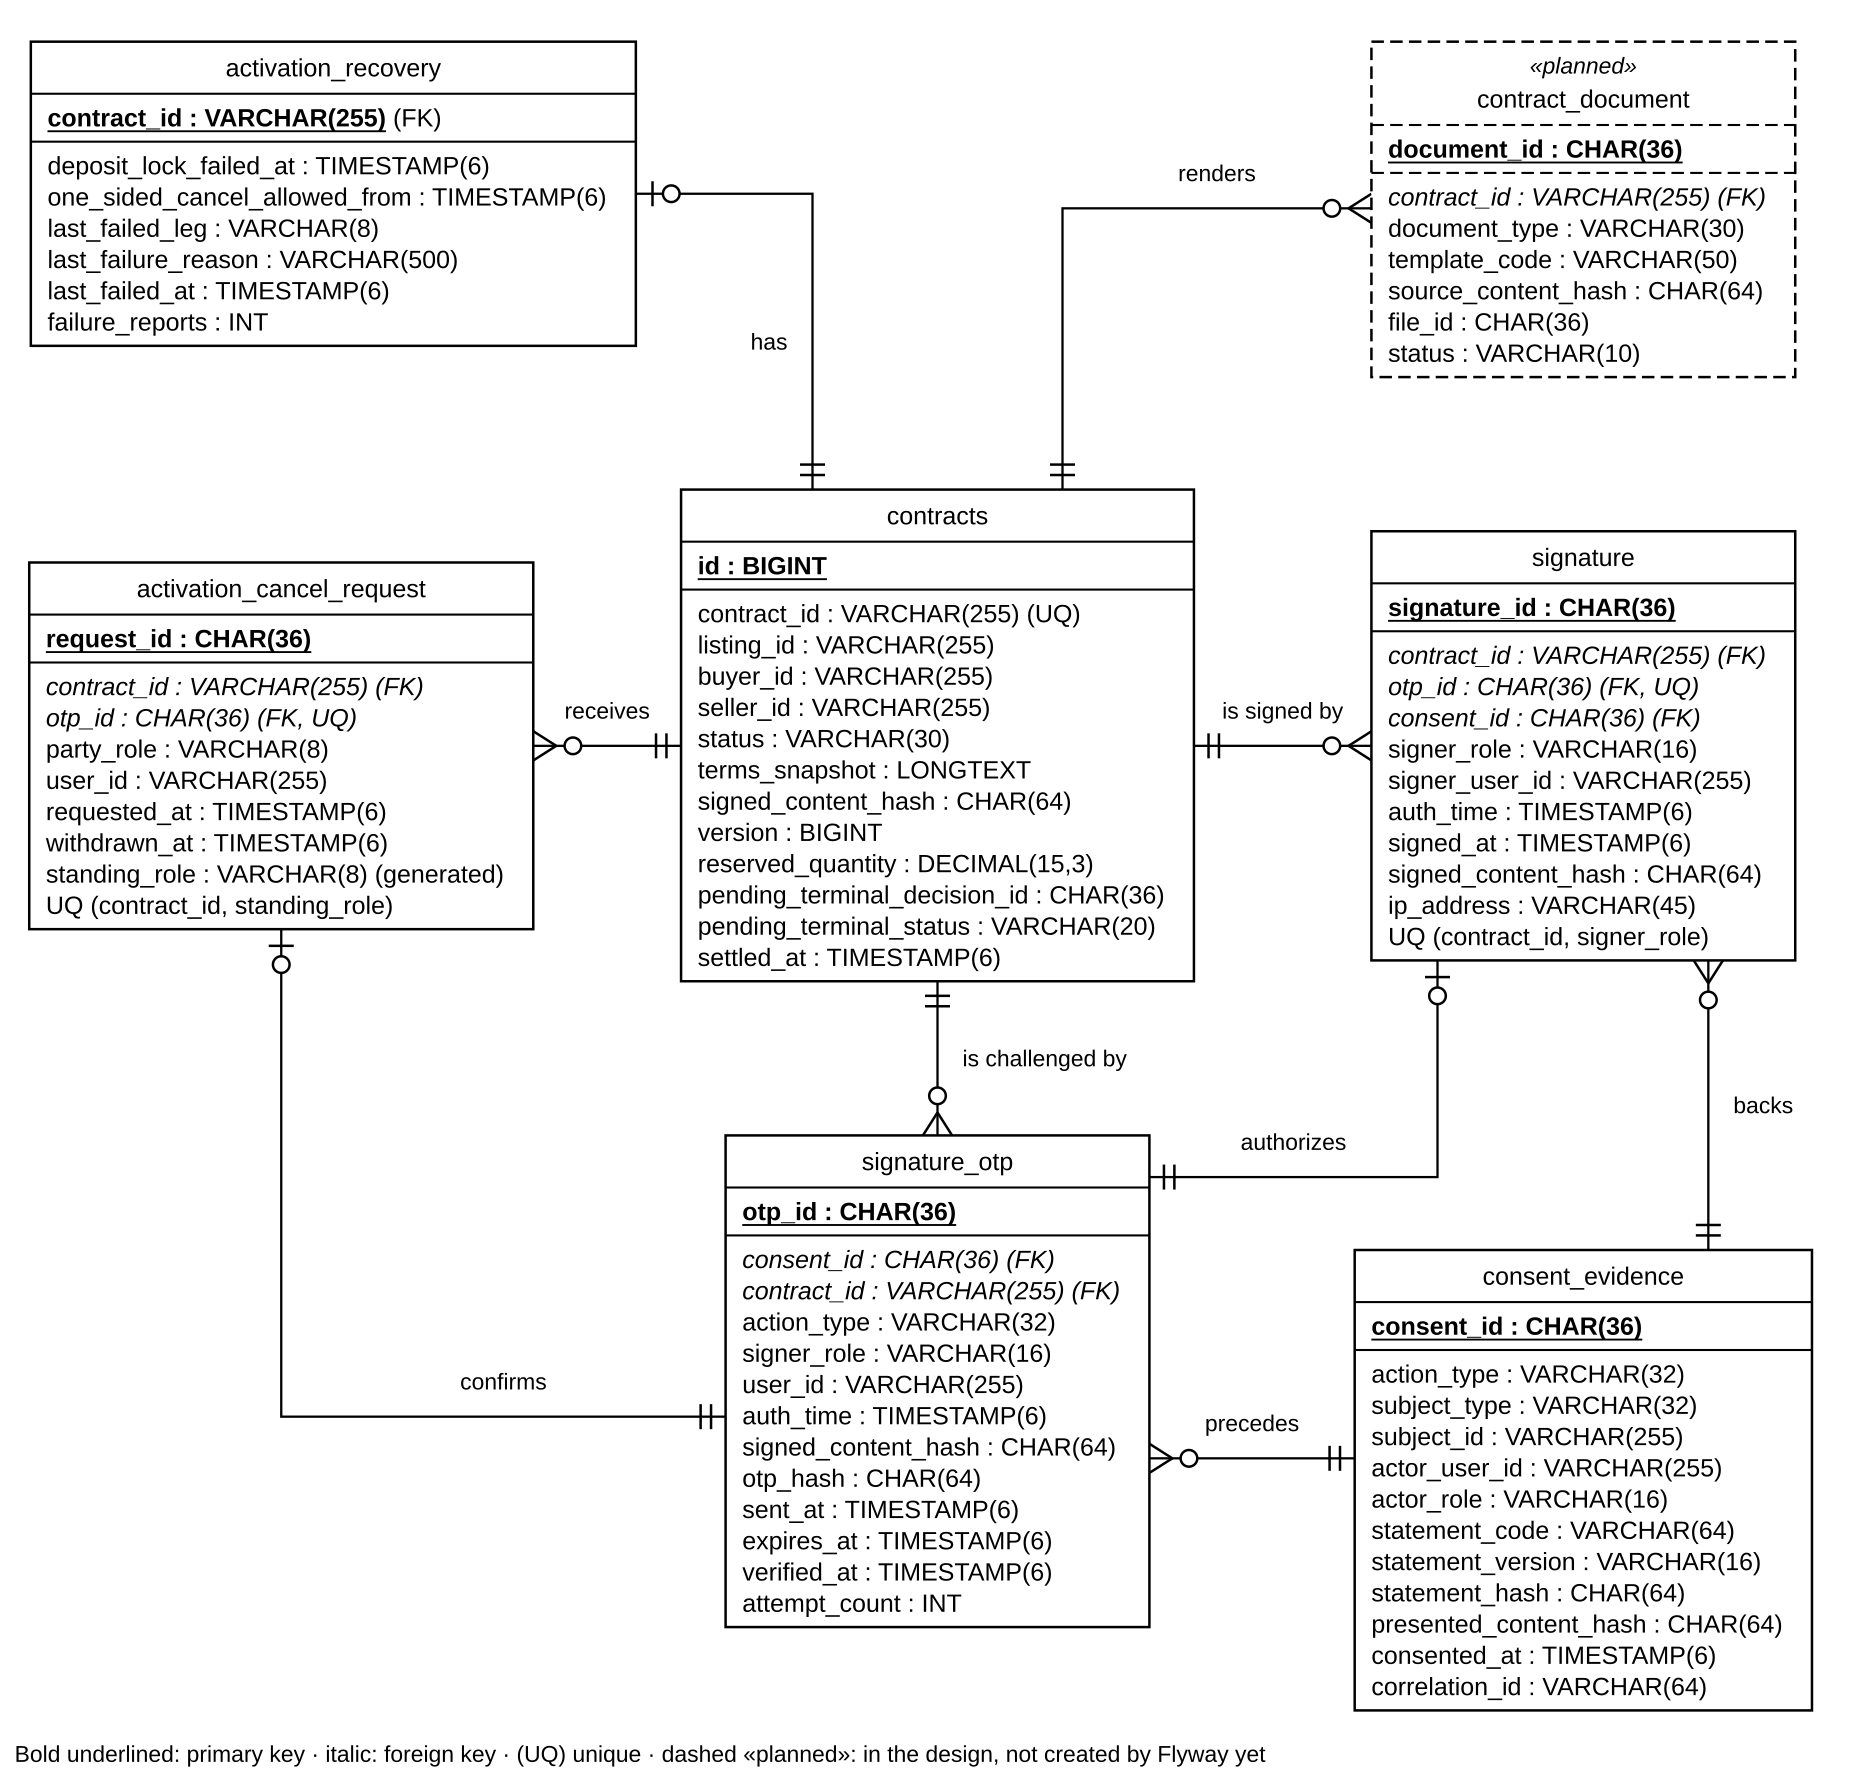 activation_recovery
contract_id : VARCHAR(255) (FK)
deposit_lock_failed_at : TIMESTAMP(6)
one_sided_cancel_allowed_from : TIMESTAMP(6)
last_failed_leg : VARCHAR(8)
last_failure_reason : VARCHAR(500)
last_failed_at : TIMESTAMP(6)
failure_reports : INT
has
renders
«planned»
contract_document
document_id : CHAR(36)
contract_id : VARCHAR(255) (FK)
document_type : VARCHAR(30)
template_code : VARCHAR(50)
source_content_hash : CHAR(64)
file_id : CHAR(36)
status : VARCHAR(10)
activation_cancel_request
request_id : CHAR(36)
contract_id : VARCHAR(255) (FK)
otp_id : CHAR(36) (FK, UQ)
party_role : VARCHAR(8)
user_id : VARCHAR(255)
requested_at : TIMESTAMP(6)
withdrawn_at : TIMESTAMP(6)
standing_role : VARCHAR(8) (generated)
UQ (contract_id, standing_role)
receives
contracts
id : BIGINT
contract_id : VARCHAR(255) (UQ)
listing_id : VARCHAR(255)
buyer_id : VARCHAR(255)
seller_id : VARCHAR(255)
status : VARCHAR(30)
terms_snapshot : LONGTEXT
signed_content_hash : CHAR(64)
version : BIGINT
reserved_quantity : DECIMAL(15,3)
pending_terminal_decision_id : CHAR(36)
pending_terminal_status : VARCHAR(20)
settled_at : TIMESTAMP(6)
is signed by
signature
signature_id : CHAR(36)
contract_id : VARCHAR(255) (FK)
otp_id : CHAR(36) (FK, UQ)
consent_id : CHAR(36) (FK)
signer_role : VARCHAR(16)
signer_user_id : VARCHAR(255)
auth_time : TIMESTAMP(6)
signed_at : TIMESTAMP(6)
signed_content_hash : CHAR(64)
ip_address : VARCHAR(45)
UQ (contract_id, signer_role)
is challenged by
authorizes
backs
confirms
signature_otp
otp_id : CHAR(36)
consent_id : CHAR(36) (FK)
contract_id : VARCHAR(255) (FK)
action_type : VARCHAR(32)
signer_role : VARCHAR(16)
user_id : VARCHAR(255)
auth_time : TIMESTAMP(6)
signed_content_hash : CHAR(64)
otp_hash : CHAR(64)
sent_at : TIMESTAMP(6)
expires_at : TIMESTAMP(6)
verified_at : TIMESTAMP(6)
attempt_count : INT
precedes
consent_evidence
consent_id : CHAR(36)
action_type : VARCHAR(32)
subject_type : VARCHAR(32)
subject_id : VARCHAR(255)
actor_user_id : VARCHAR(255)
actor_role : VARCHAR(16)
statement_code : VARCHAR(64)
statement_version : VARCHAR(16)
statement_hash : CHAR(64)
presented_content_hash : CHAR(64)
consented_at : TIMESTAMP(6)
correlation_id : VARCHAR(64)
Bold underlined: primary key · italic: foreign key · (UQ) unique · dashed «planned»: in the design, not created by Flyway yet